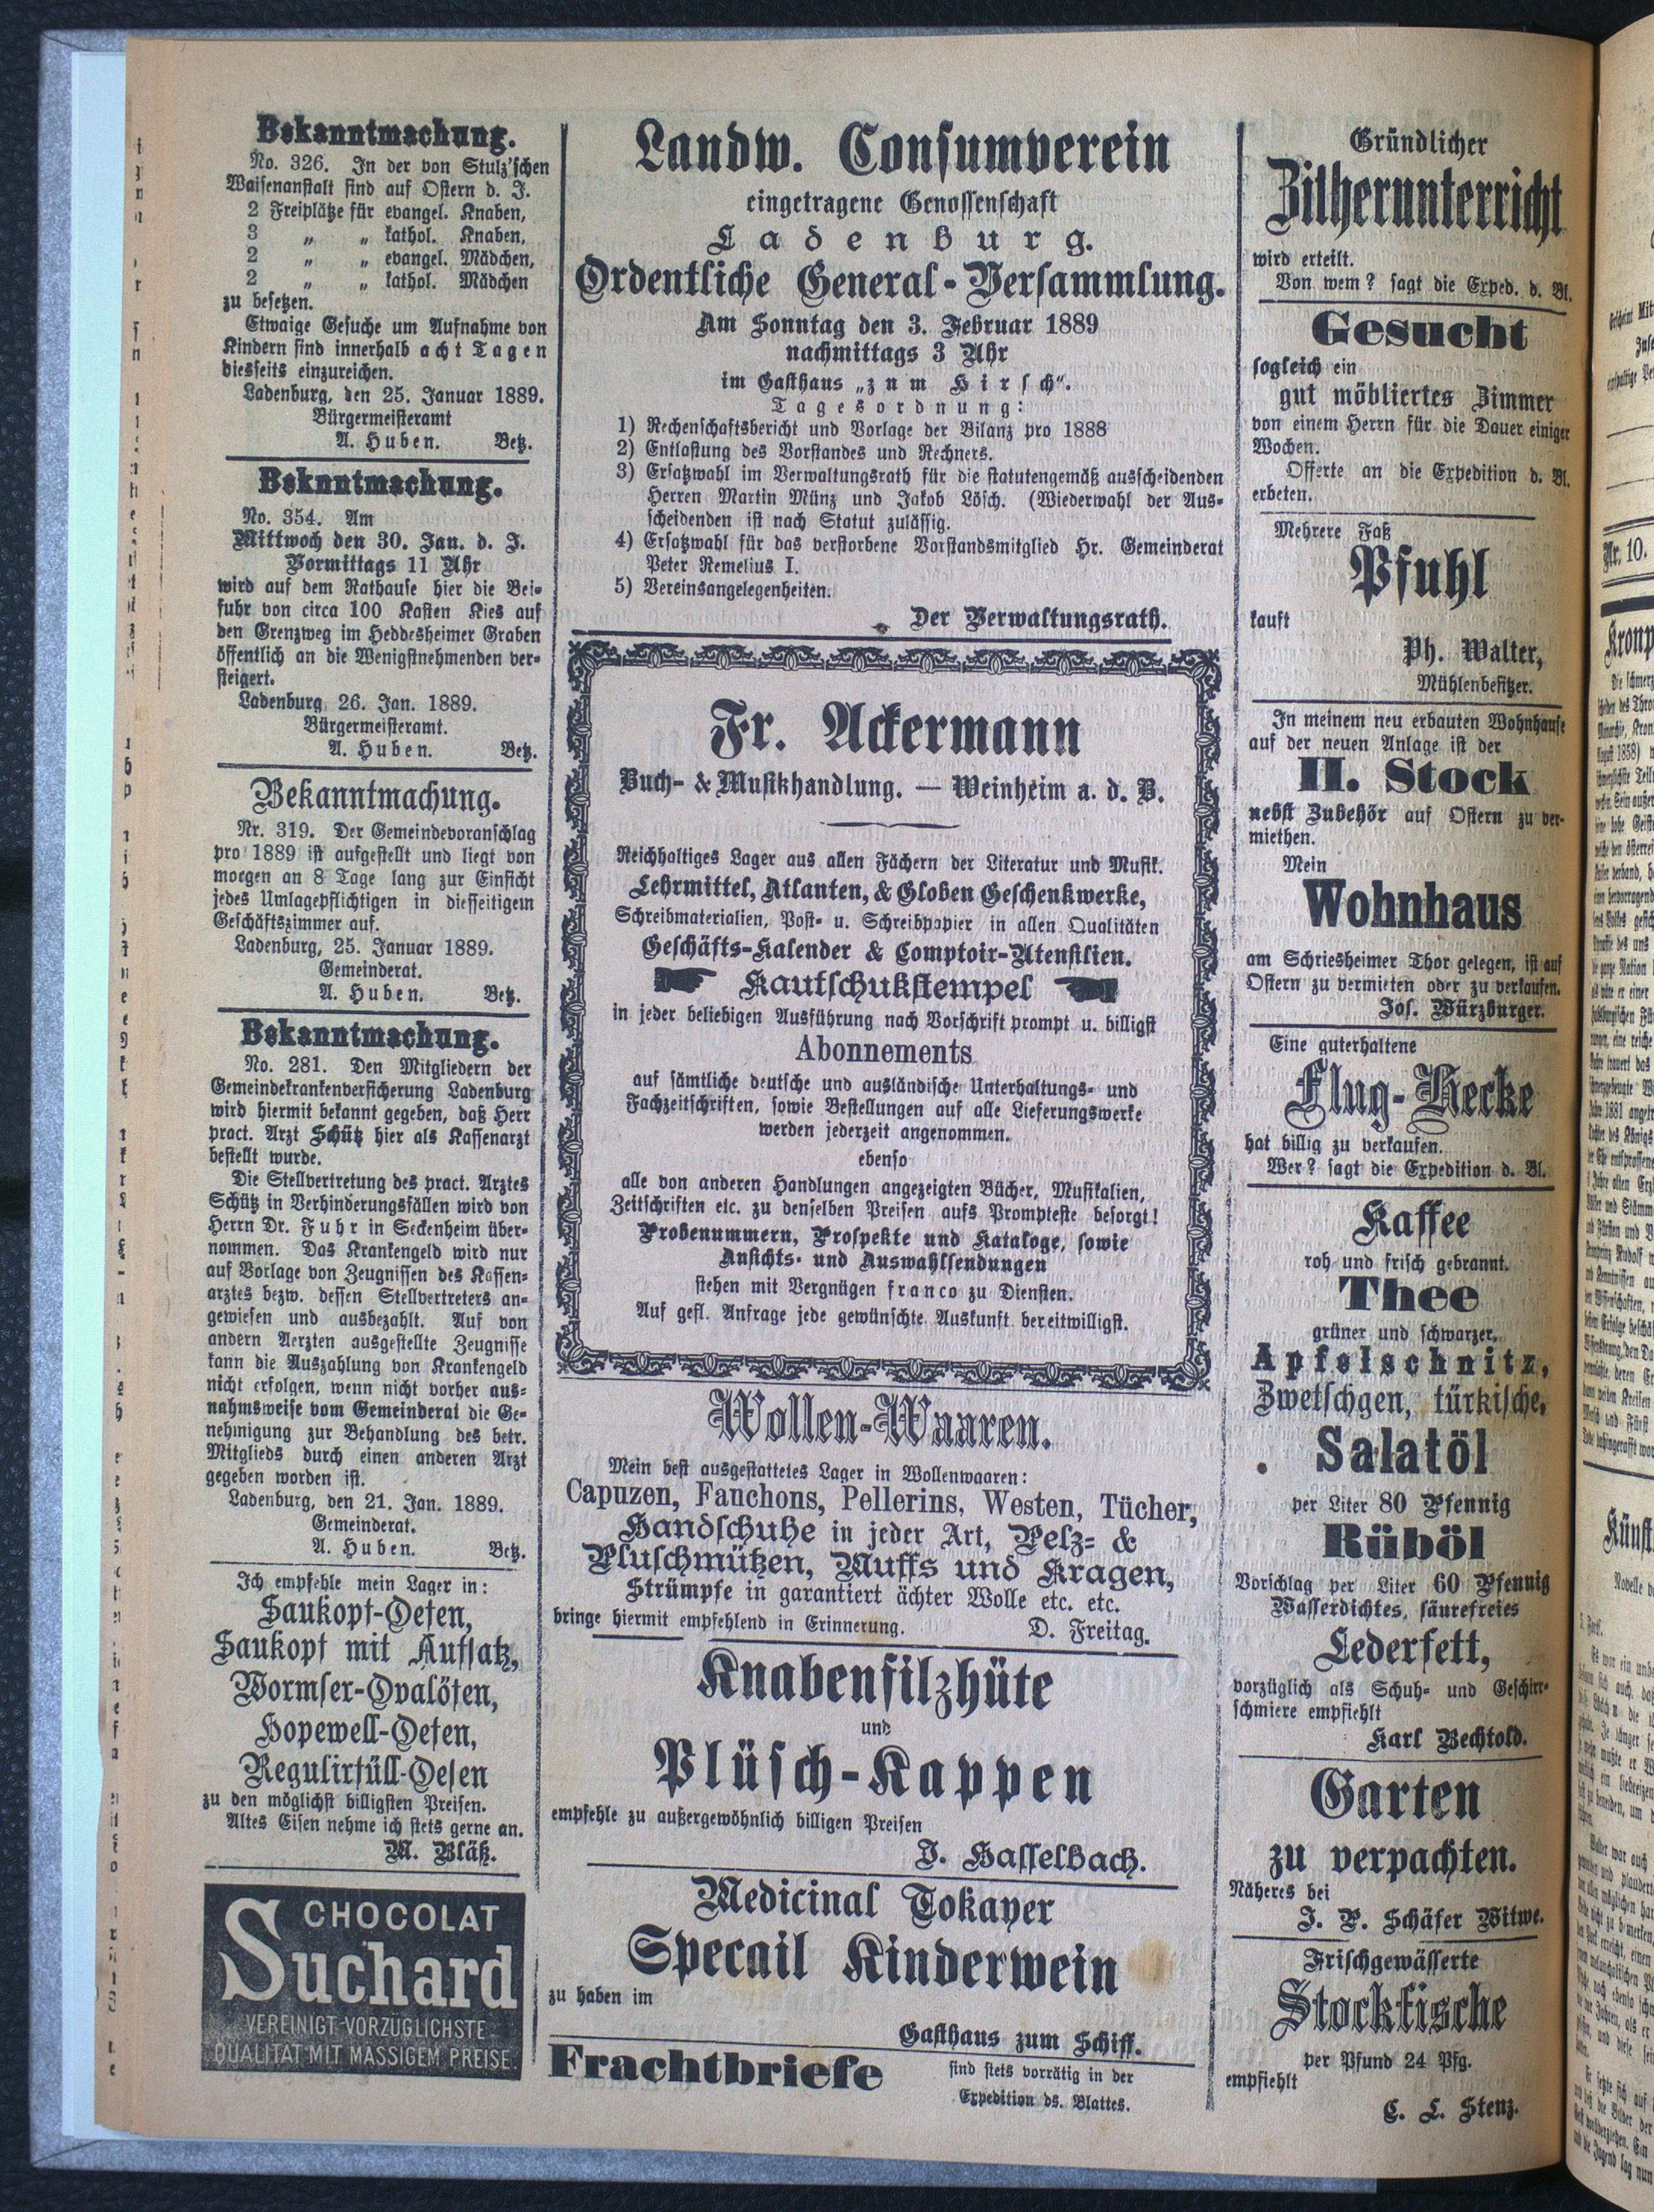 Bekanntmachung.
No. 326. In der von Stulz'schen
Waisenanstalt sind auf Ostern d. J.
2 Freiplätze für evangel. Knaben,
3 „ „ kathol. Knaben,
2 „ „ evangel. Mädchen,
2 „ „ kathol. Mädchen
zu besetzen.
Etwaige Gesuche um Aufnahme von
Kindern sind innerhalb acht Tagen
diesseits einzureichen.
Ladenburg, den 25. Januar 1889.
Bürgermeisteramt
A. Huben. Betz.
Beknntmachung.
No. 354. Am
Mittwoch den 30. Jan. d. J.
Vormittags 11 Uhr
wird auf dem Rathause hier die Bei-
fuhr von circa 100 Kasten Kies auf
den Grenzweg im Heddesheimer Graben
öffentlich an die Wenigstnehmenden ver-
steigert.
Ladenburg, 26. Jan. 1889.
Bürgermeisteramt.
A. Huben. Betz.
Bekanntmachung.
Nr. 319. Der Gemeindevoranschlag
pro 1889 ist aufgestellt und liegt von
morgen an 8 Tage lang zur Einsicht
jedes Umlagepflichtigen in diesseitigem
Geschäftszimmer auf.
Ladenburg, 25. Januar 1889.
Gemeinderat.
A. Huben. Betz.
Bekanntmachung.
No. 281. Den Mitgliedern der
Gemeindekrankenversicherung Ladenburg
wird hiermit bekannt gegeben, daß Herr
pract. Arzt Schütz hier als Kassenarzt
bestellt wurde.
Die Stellvertretung des pract. Arztes
Schütz in Verhinderungsfällen wird von
Herrn Dr. Fuhr in Seckenheim über-
nommen. Das Krankengeld wird nur
auf Vorlage von Zeugnissen des Kassen-
arztes bezw. dessen Stellvertreters an-
gewiesen und ausbezahlt. Auf von
andern Aerzten ausgestellte Zeugnisse
kann die Auszahlung von Krankengeld
nicht erfolgen, wenn nicht vorher aus-
nahmsweise vom Gemeinderat die Ge-
nehmigung zur Behandlung des betr.
Mitglieds durch einen anderen Arzt
gegeben worden ist.
Ladenburg, den 21. Jan. 1889.
Gemeinderat.
A. Huben. Betz.
Ich empfehle mein Lager in:
Saukopf-Oefen,
Saukopf mit Aufsatz,
Wormser-Ovalöfen,
Hopewell-Oefen,
Regulirfüll-Oefen
zu den möglichst billigsten Preisen.
Altes Eisen nehme ich stets gerne an.
M. Bläß.
CHOCOLAT
Suchard
VEREINIGT VORZÜGLICHSTE
QUALITÄT MIT MÄSSIGEM PREISE
Landw. Consumverein
eingetragene Genossenschaft
Ladenburg.
Ordentliche General-Versammlung.
Am Sonntag den 3. Februar 1889
nachmittags 3 Uhr
im Gasthaus „zum Hirsch“.
Tagesordnung:
1) Rechenschaftsbericht und Vorlage der Bilanz pro 1888
2) Entlastung des Vorstandes und Rechners.
3) Ersatzwahl im Verwaltungsrath für die statutengemäß ausscheidenden
Herren Martin Münz und Jakob Lösch. (Wiederwahl der Aus-
scheidenden ist nach Statut zulässig.
4) Ersatzwahl für das verstorbene Vorstandsmitglied Hr. Gemeinderat
Peter Remelius I.
5) Vereinsangelegenheiten.
Der Verwaltungsrath.
Fr. Ackermann
Buch- & Musikhandlung. — Weinheim a. d. B.
Reichhaltiges Lager aus allen Fächern der Literatur und Musik.
Lehrmittel, Atlanten, & Globen Geschenkwerke,
Schreibmaterialien, Post- u. Schreibpapier in allen Qualitäten
Geschäfts-Kalender & Comptoir-Utensilien.
Kautschukstempel
in jeder beliebigen Ausführung nach Vorschrift prompt u. billigst
Abonnements
auf sämtliche deutsche und ausländische Unterhaltungs- und
Fachzeitschriften, sowie Bestellungen auf alle Lieferungswerke
werden jederzeit angenommen.
ebenso
alle von anderen Handlungen angezeigten Bücher, Musikalien,
Zeitschriften etc. zu denselben Preisen aufs Prompteste besorgt!
Probenummern, Prospekte und Kataloge, sowie
Ansichts- und Auswahlsendungen
stehen mit Vergnügen franco zu Diensten.
Auf gefl. Anfrage jede gewünschte Auskunft bereitwilligst.
Wollen-Waaren.
Mein best ausgestattetes Lager in Wollenwaaren:
Capuzen, Fanchons, Pellerins, Westen, Tücher,
Handschuhe in jeder Art, Pelz- &
Pluschmützen, Muffs und Kragen,
Strümpfe in garantiert ächter Wolle etc. etc.
bringe hiermit empfehlend in Erinnerung. D. Freitag.
Knabenfilzhüte
und
Plüsch-Kappen
empfehle zu außergewöhnlich billigen Preisen
J. Hasselbach.
Medicinal Tokayer
Specail Kinderwein
zu haben im
Gasthaus zum Schiff.
Frachtbriefe sind stets vorrätig in der
Expedition ds. Blattes.
Gründlicher
Zitherunterricht
wird erteilt.
Von wem? sagt die Exped. d. Bl.
Gesucht
sogleich ein
gut möbliertes Zimmer
von einem Herrn für die Dauer einiger
Wochen.
Offerte an die Expedition d. Bl.
erbeten.
Mehrere Faß
Pfuhl
kauft
Ph. Walter,
Mühlenbesitzer.
In meinem neu erbauten Wohnhause
auf der neuen Anlage ist der
II. Stock
nebst Zubehör auf Ostern zu ver-
miethen.
Mein
Wohnhaus
am Schriesheimer Thor gelegen, ist auf
Ostern zu vermieten oder zu verkaufen.
Jos. Würzburger.
Eine guterhaltene
Flug-Hecke
hat billig zu verkaufen.
Wer? sagt die Expedition d. Bl.
Kaffee
roh und frisch gebrannt.
Thee
grüner und schwarzer,
Apfelschnitz,
Zwetschgen, türkische,
Salatöl
per Liter 80 Pfennig
Rüböl
Vorschlag per Liter 60 Pfennig
Wasserdichtes, säurefreies
Lederfett,
vorzüglich als Schuh- und Geschirr-
schmiere empfiehlt
Karl Bechtold.
Garten
zu verpachten.
Näheres bei
J. P. Schäfer Witwe.
Frischgewässerte
Stockfische
per Pfund 24 Pfg.
empfiehlt
C. L. Stenz.
Nr. 10.